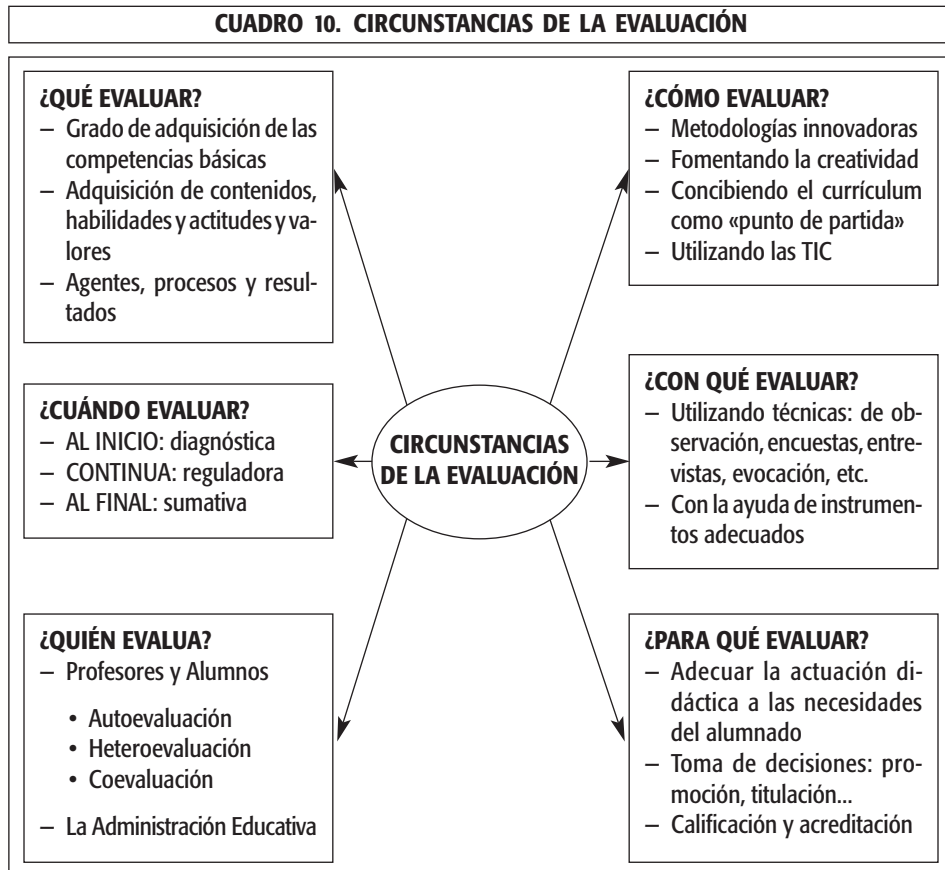 CUADRO 10. CIRCUNSTANCIAS DE LA EVALUACIÓN
¿QUÉ EVALUAR?
– Grado de adquisición de las
competencias básicas
– Adquisición de contenidos,
habilidades y actitudes y va-
lores
– Agentes, procesos y resul-
tados
¿CÓMO EVALUAR?
– Metodologías innovadoras
– Fomentando la creatividad
– Concibiendo el currículum
como «punto de partida»
– Utilizando las TIC
¿CUÁNDO EVALUAR?
– AL INICIO: diagnóstica
– CONTINUA: reguladora
– AL FINAL: sumativa
CIRCUNSTANCIAS
DE LA EVALUACIÓN
¿CON QUÉ EVALUAR?
– Utilizando técnicas: de ob-
servación, encuestas, entre-
vistas, evocación, etc.
– Con la ayuda de instrumen-
tos adecuados
¿QUIÉN EVALUA?
– Profesores y Alumnos
• Autoevaluación
• Heteroevaluación
• Coevaluación
– La Administración Educativa
¿PARA QUÉ EVALUAR?
– Adecuar la actuación di-
dáctica a las necesidades
del alumnado
– Toma de decisiones: pro-
moción, titulación...
– Calificación y acreditación